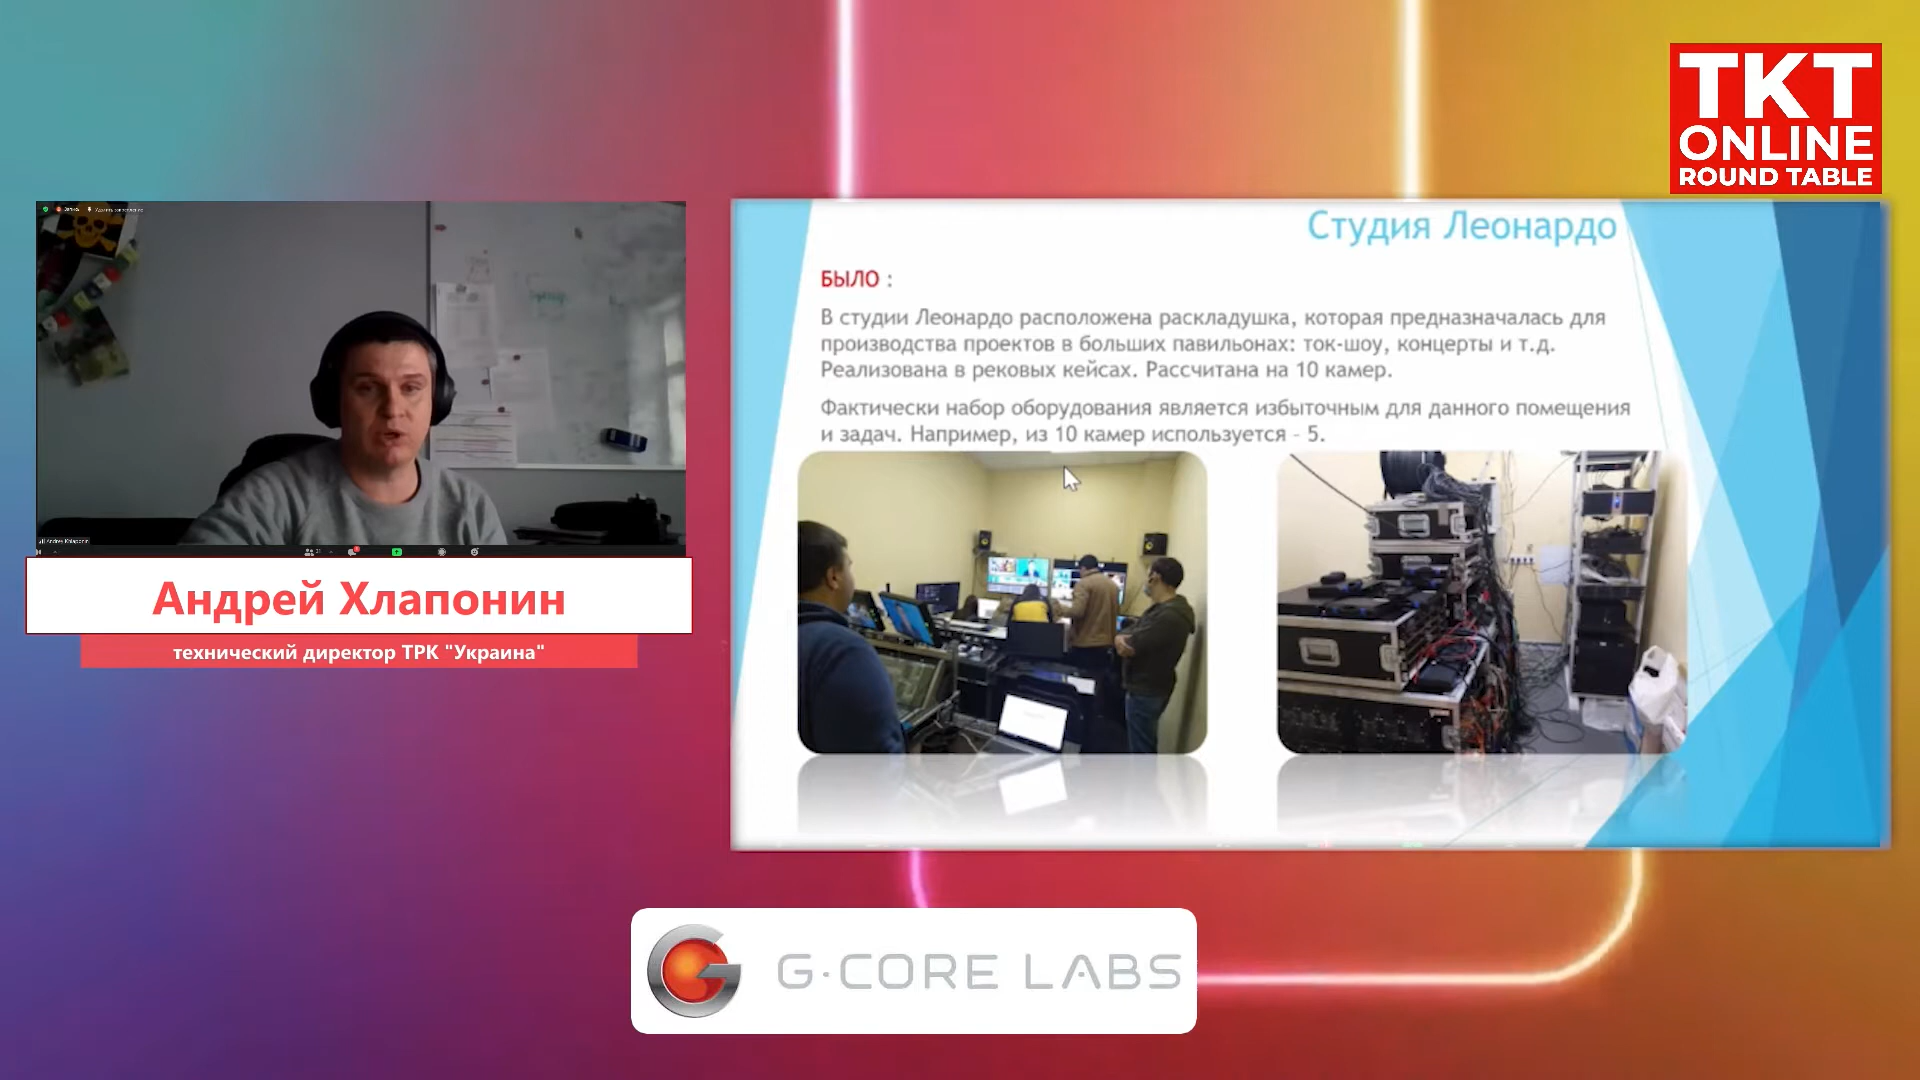 TKT
ONLINE
ROUND TABLE
Andrey Khlaponin
Андрей Хлапонин
технический директор ТРК "Украина"
Студия Леонардо
БЫЛО :
В студии Леонардо расположена раскладушка, которая предназначалась для
производства проектов в больших павильонах: ток-шоу, концерты и т.д.
Реализована в рековых кейсах. Рассчитана на 10 камер.
Фактически набор оборудования является избыточным для данного помещения
и задач. Например, из 10 камер используется - 5.
G·CORE LABS